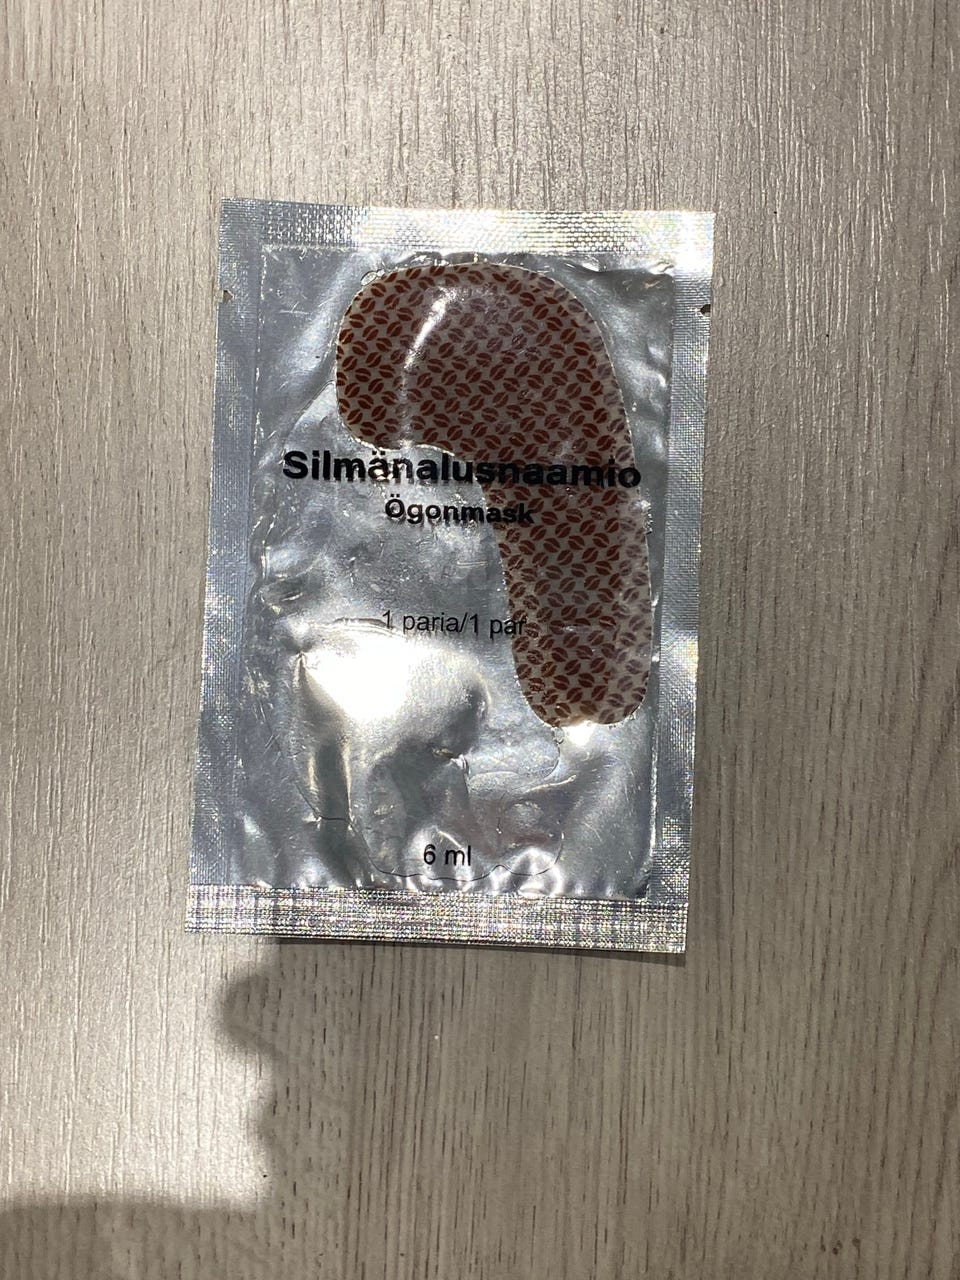 Silmänalusnaamio
Ögonmask
1 paria/1 par
6 ml